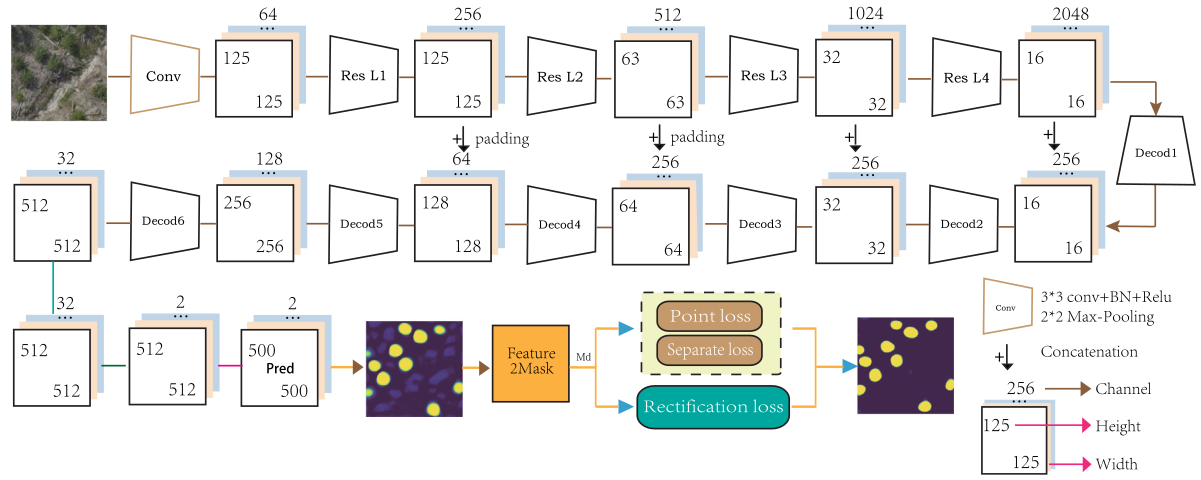 64
256
512
1024
2048
...
...
...
...
...
Conv
125
125
Res L1
125
125
Res L2
63
63
Res L3
32
32
Res L4
16
16
+ padding
+ padding
+
+
Decod1
32
128
64
256
256
256
...
...
...
...
...
...
512
512
Decod6
256
256
Decod5
128
128
Decod4
64
64
Decod3
32
32
Decod2
16
16
32
2
2
...
...
...
512
512
512
512
500
Pred
500
Feature
2Mask
Md
Point loss
Separate loss
Rectification loss
Conv
3*3 conv+BN+Relu
2*2 Max-Pooling
+
Concatenation
256
Channel
...
125
Height
125
Width